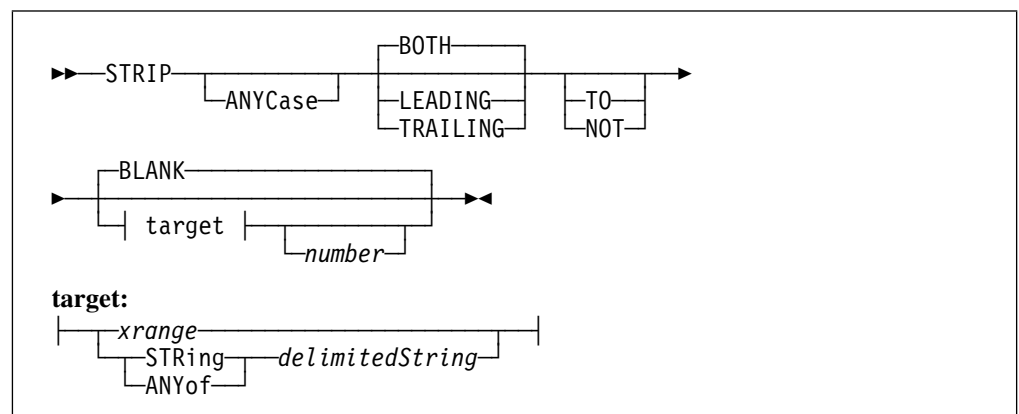 BOTH
STRIP
ANYCase LEADING TO
TRAILING NOT
BLANK
target
number
target:
xrange
STRing delimitedString
ANYof